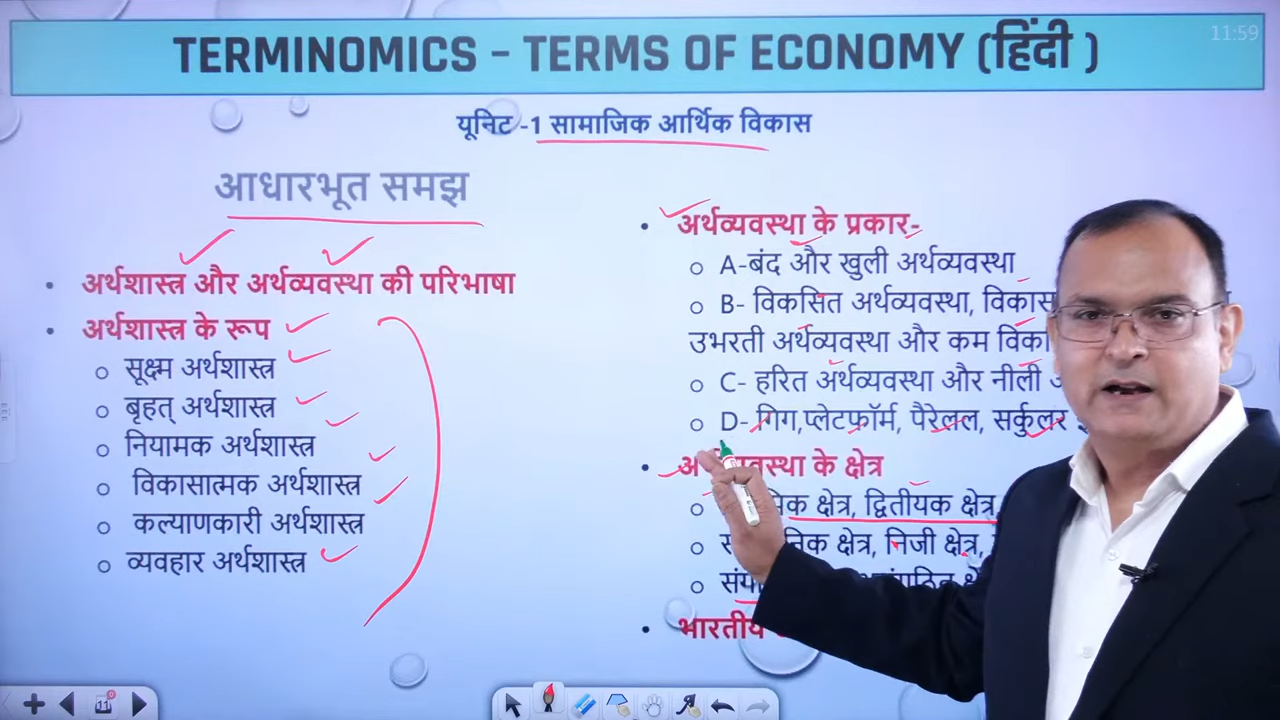 11:59
TERMINOMICS – TERMS OF ECONOMY (हिंदी )
यूनिट -1 सामाजिक आर्थिक विकास
आधारभूत समझ
• अर्थशास्त्र और अर्थव्यवस्था की परिभाषा
• अर्थशास्त्र के रूप
○ सूक्ष्म अर्थशास्त्र
○ बृहत् अर्थशास्त्र
○ नियामक अर्थशास्त्र
○ विकासात्मक अर्थशास्त्र
○ कल्याणकारी अर्थशास्त्र
○ व्यवहार अर्थशास्त्र
• अर्थव्यवस्था के प्रकार-
○ A-बंद और खुली अर्थव्यवस्था
○ B- विकसित अर्थव्यवस्था,
उभरती अर्थव्यवस्था और कम
○ C- हरित अर्थव्यवस्था और नीली
○ D- गिग,प्लेटफ़ॉर्म, पैरेलल, सर्कुलर
• के क्षेत्र
○ क्षेत्र, द्वितीयक क्षेत्र,
○ क्षेत्र, निजी क्षेत्र,
• भारतीय
11